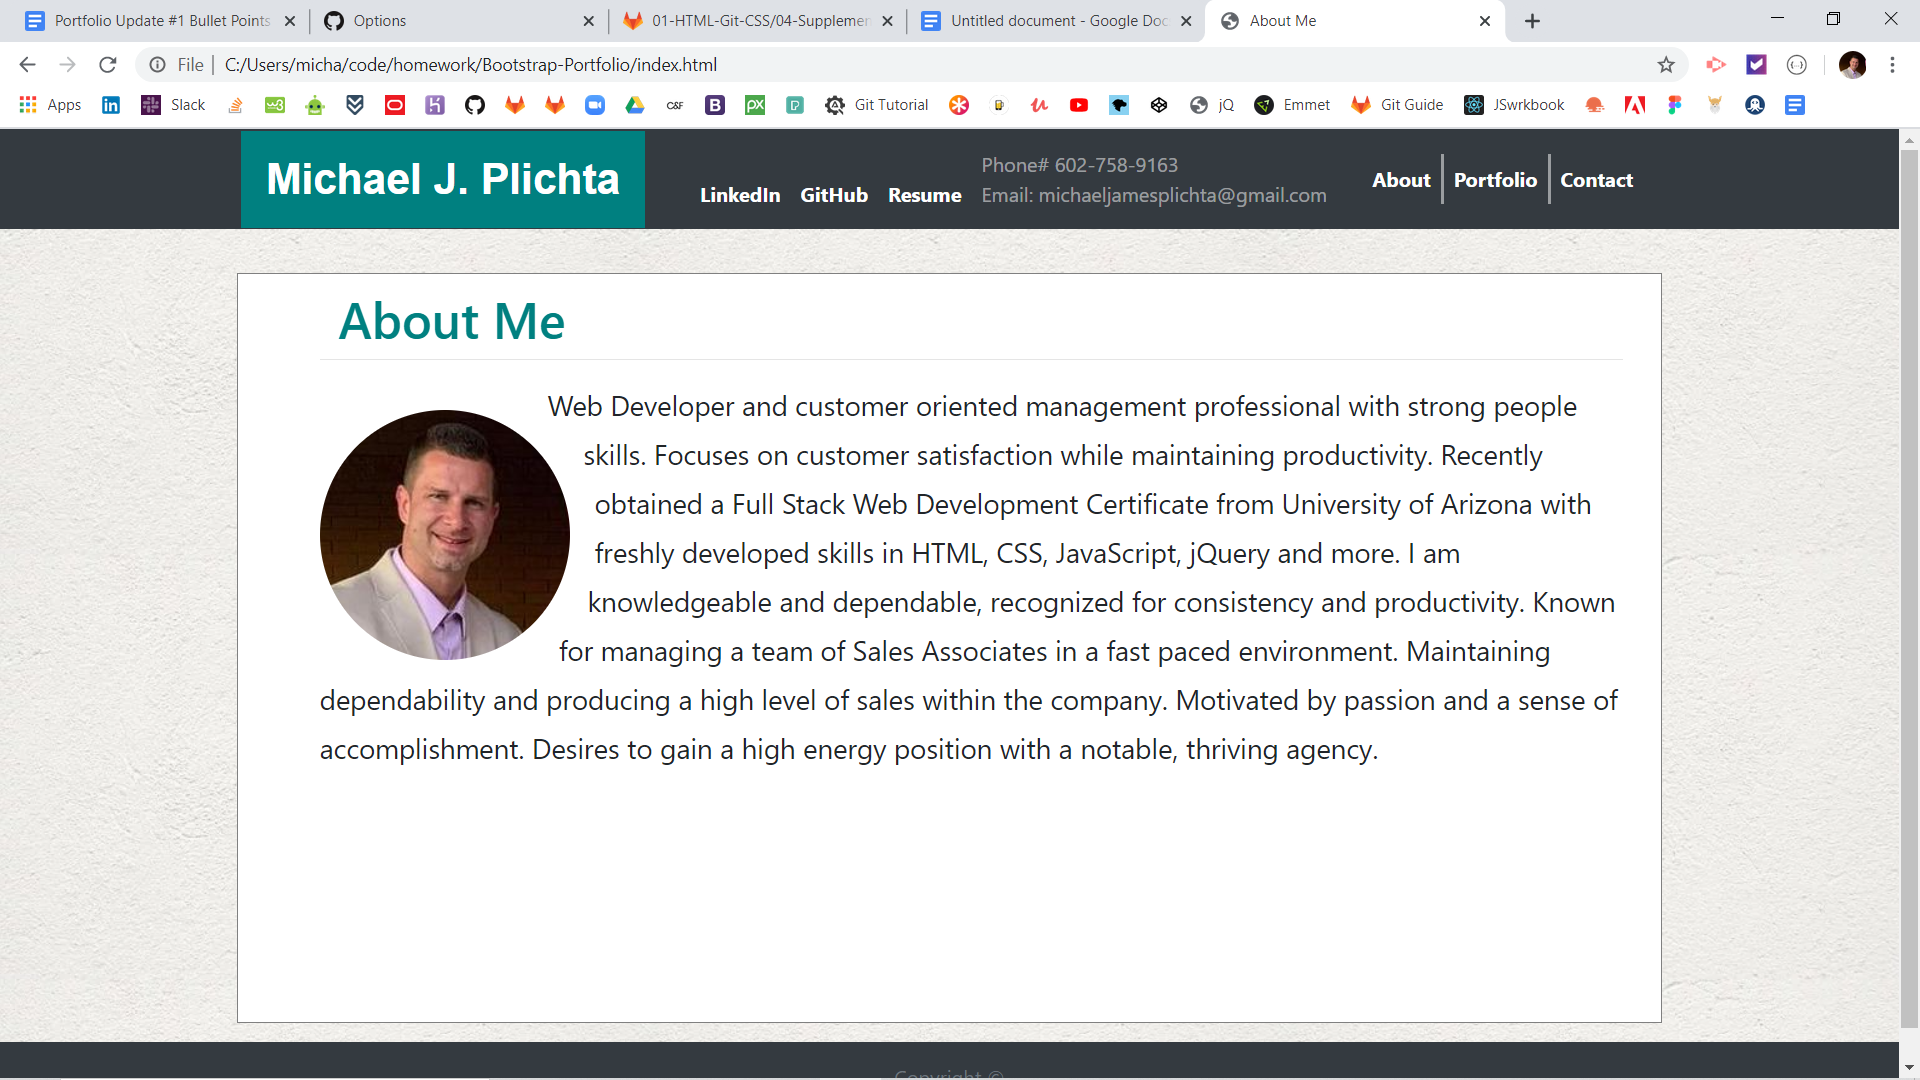 Portfolio Update #1 Bullet Points
Options
01-HTML-Git-CSS/04-Supplemen
Untitled document - Google Doc
About Me
File
C:/Users/micha/code/homework/Bootstrap-Portfolio/index.html
Apps
Slack
Git Tutorial
jQ
Emmet
Git Guide
JSwrkbook
Michael J. Plichta
LinkedIn
GitHub
Resume
Phone# 602-758-9163
Email: michaeljamesplichta@gmail.com
About
Portfolio
Contact
About Me
Web Developer and customer oriented management professional with strong people
skills. Focuses on customer satisfaction while maintaining productivity. Recently
obtained a Full Stack Web Development Certificate from University of Arizona with
freshly developed skills in HTML, CSS, JavaScript, jQuery and more. I am
knowledgeable and dependable, recognized for consistency and productivity. Known
for managing a team of Sales Associates in a fast paced environment. Maintaining
dependability and producing a high level of sales within the company. Motivated by passion and a sense of
accomplishment. Desires to gain a high energy position with a notable, thriving agency.
Copyright ©